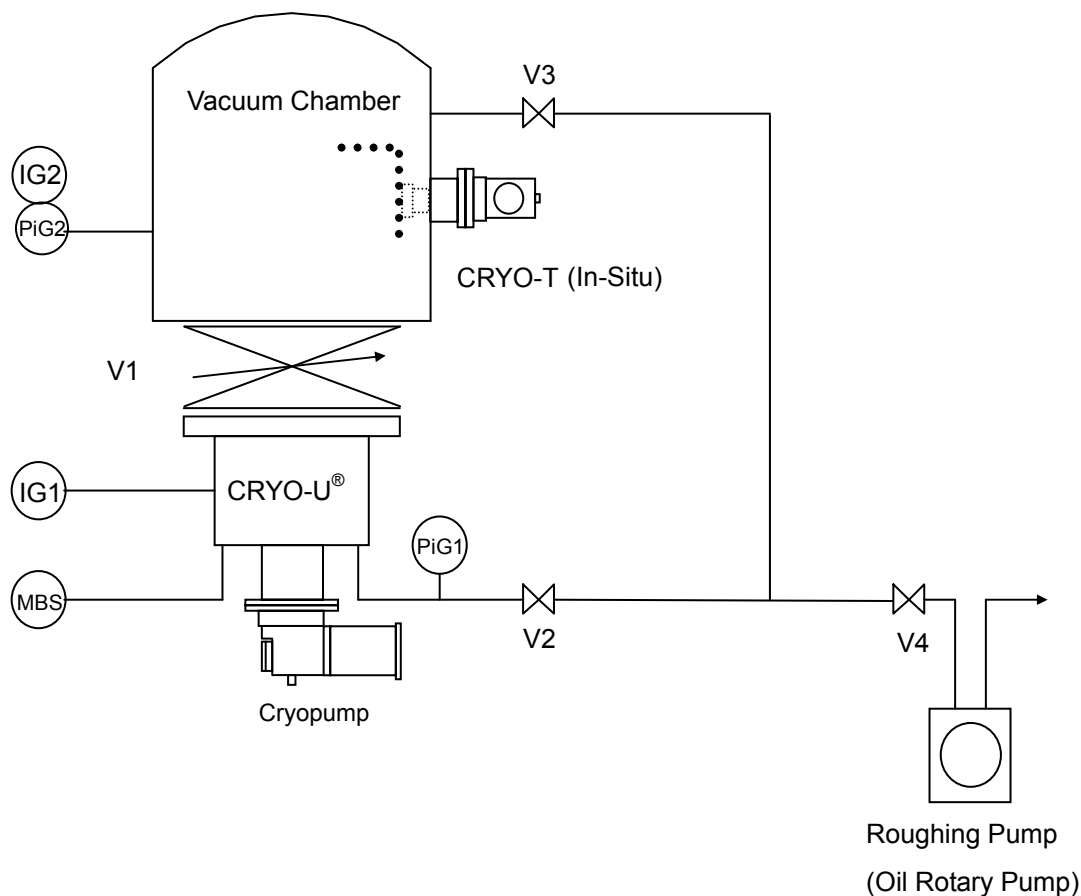 V3
Vacuum Chamber
IG2
PiG2
CRYO-T (In-Situ)
V1
IG1
CRYO-U®
PiG1
MBS
V2
V4
Cryopump
Roughing Pump
(Oil Rotary Pump)